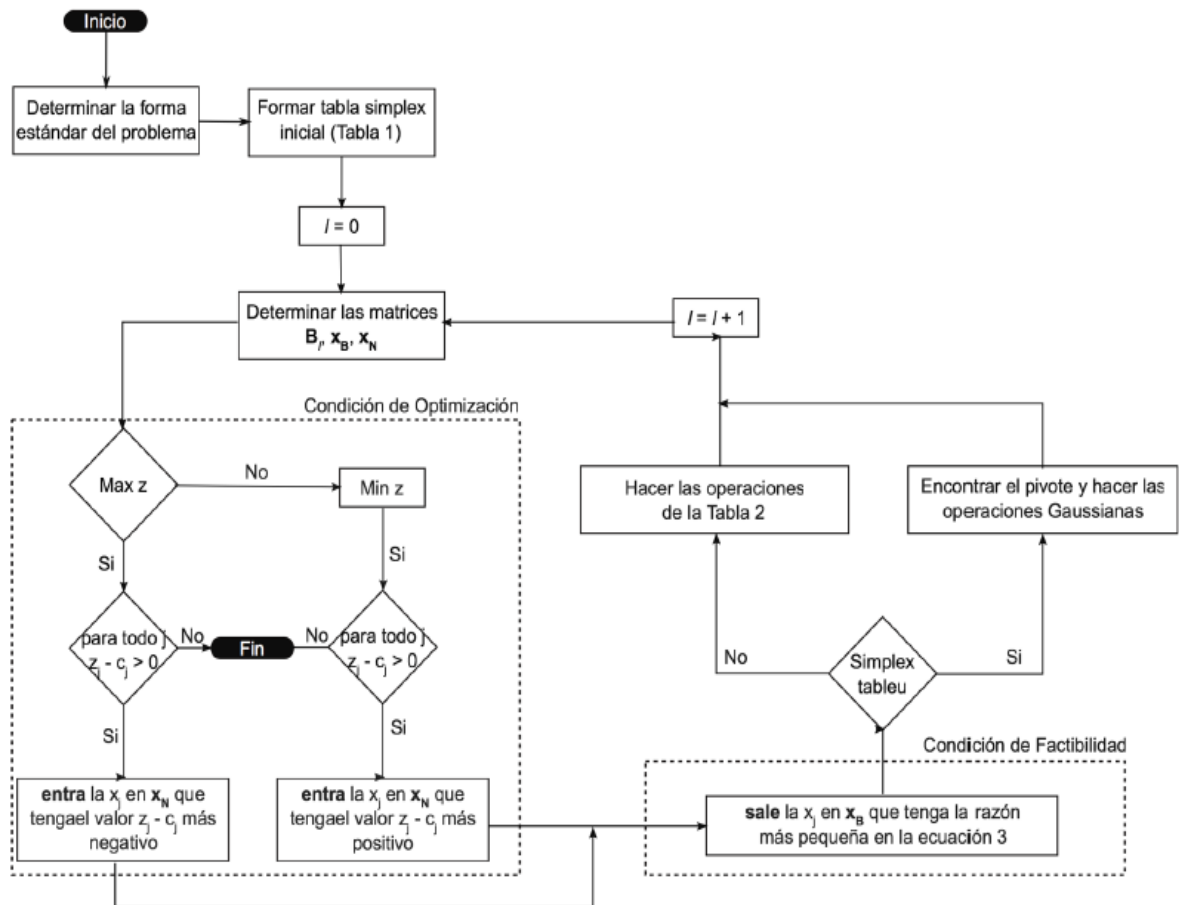 Inicio
Determinar la forma
estándar del problema
Formar tabla simplex
inicial (Tabla 1)
l = 0
Determinar las matrices
B_l, x_B, x_N
l = l + 1
Condición de Optimización
Max z
No
Min z
Si
Si
para todo j
z_j - c_j > 0
No
Fin
No
para todo j
z_j - c_j > 0
Si
Si
entra la x_j en x_N que
tengael valor z_j - c_j más
negativo
entra la x_j en x_N que
tengael valor z_j - c_j más
positivo
Hacer las operaciones
de la Tabla 2
Encontrar el pivote y hacer las
operaciones Gaussianas
No
Simplex
tableu
Si
Condición de Factibilidad
sale la x_j en x_B que tenga la razón
más pequeña en la ecuación 3